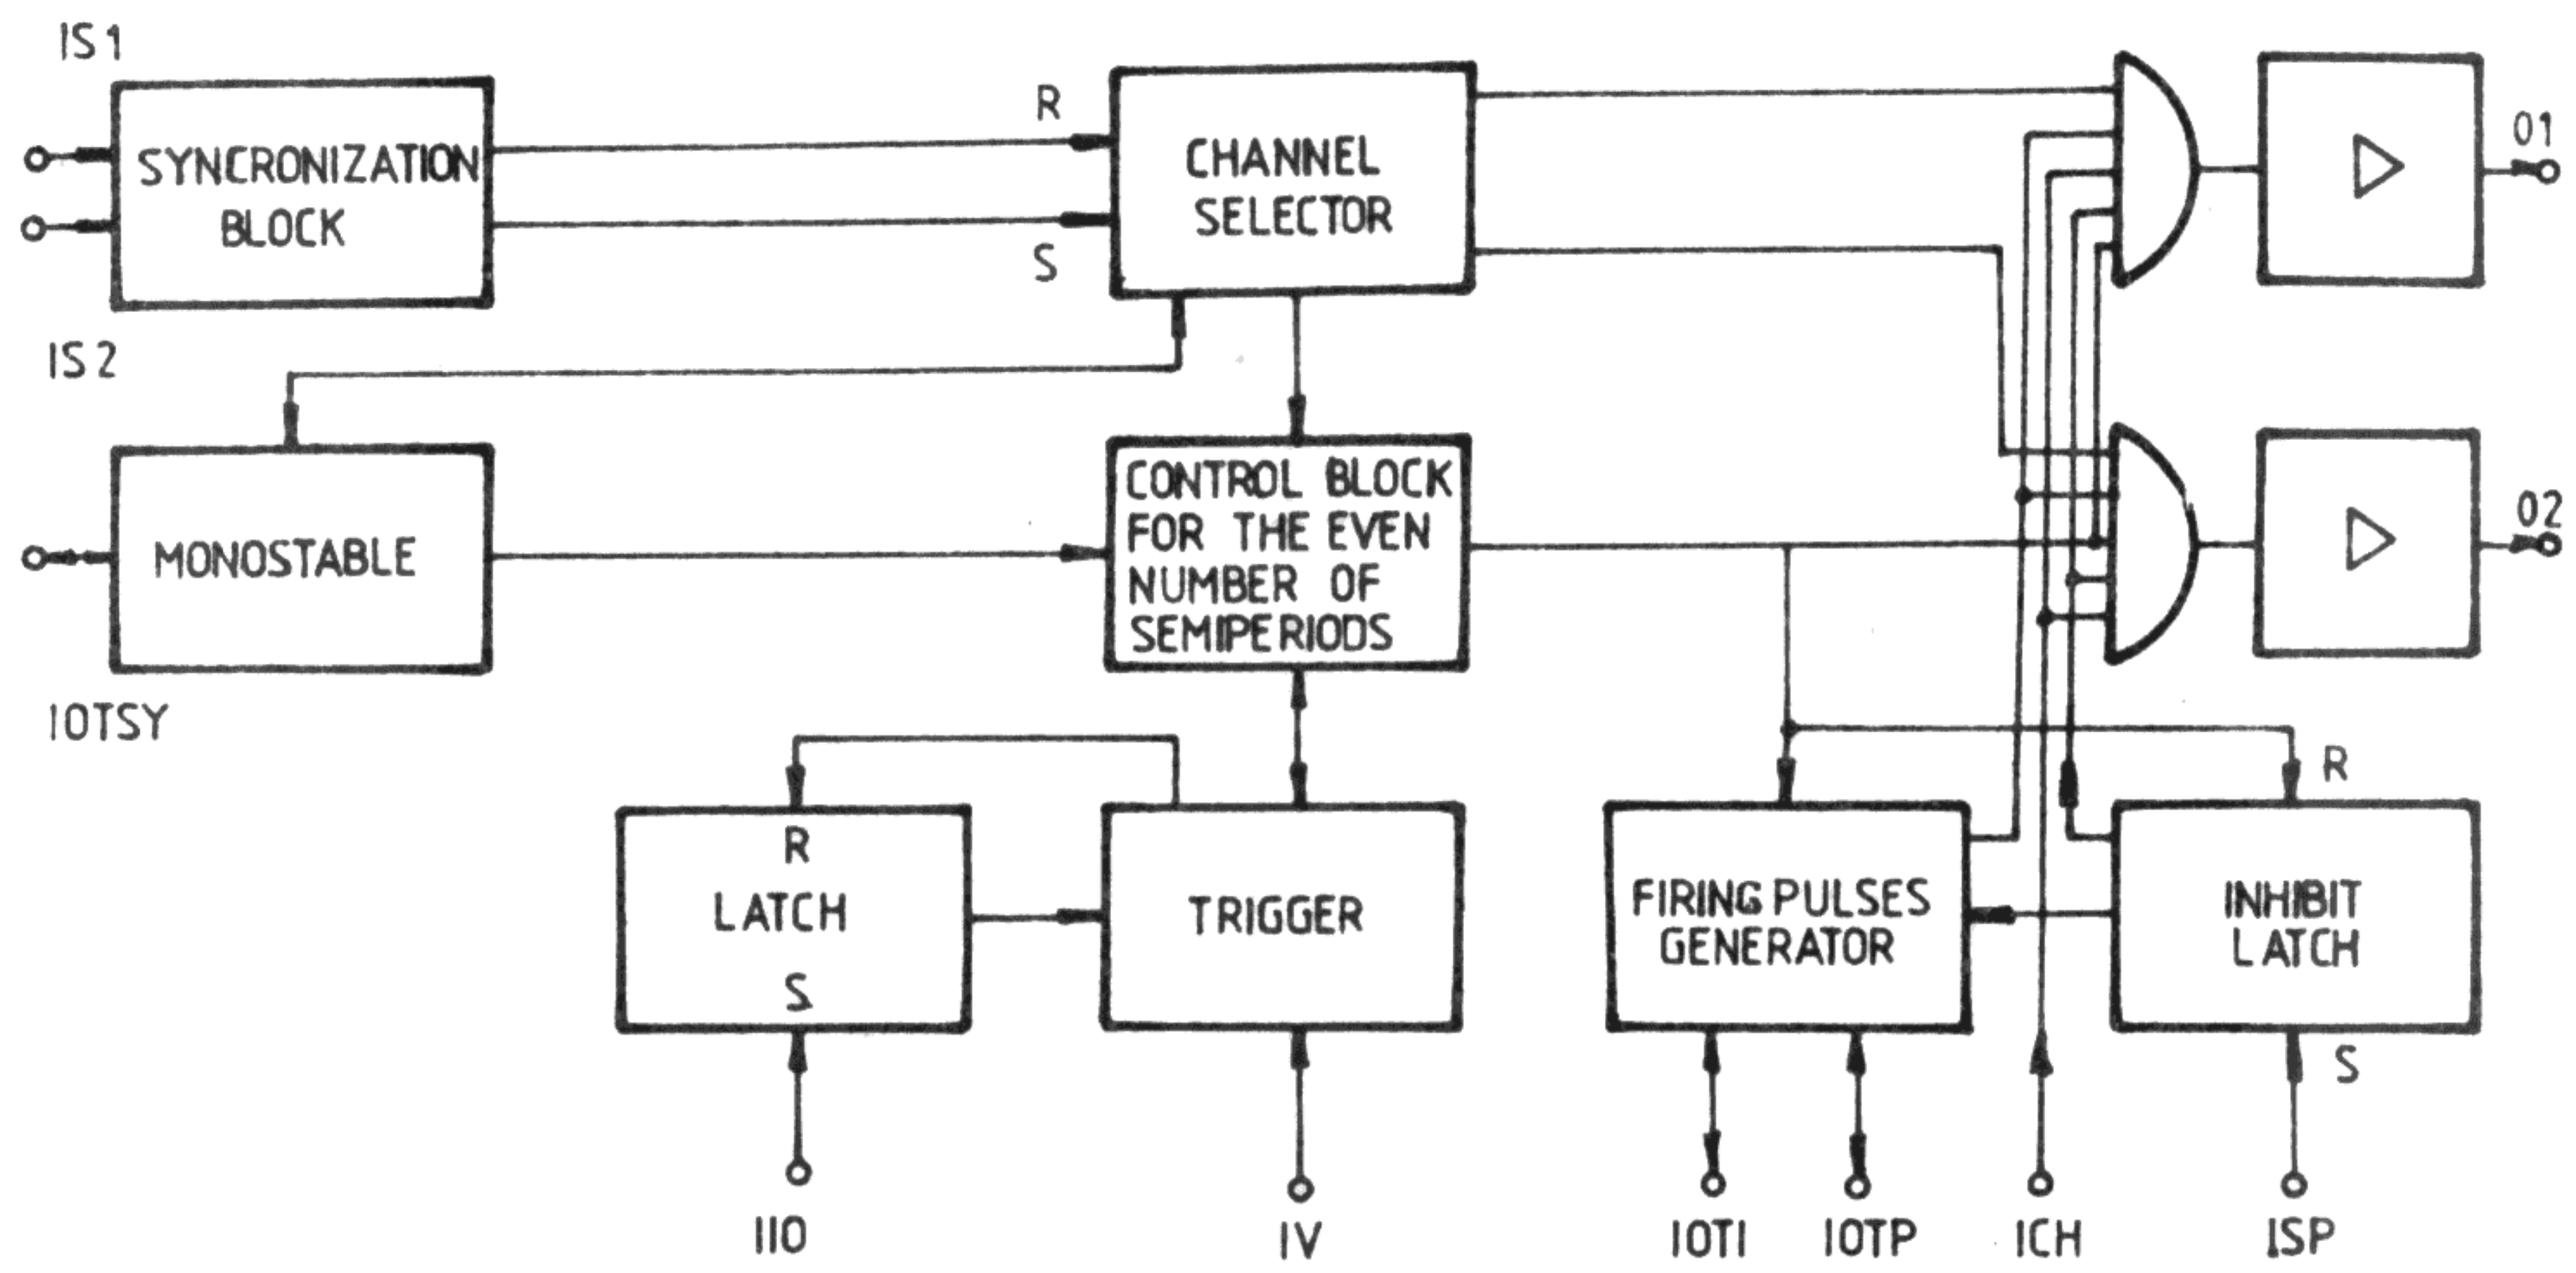 IS1
SYNCRONIZATION
BLOCK
IS2
R
S
CHANNEL
SELECTOR
01
MONOSTABLE
IOTSY
CONTROL BLOCK
FOR THE EVEN
NUMBER OF
SEMIPERIODS
02
R
LATCH
S
TRIGGER
FIRING PULSES
GENERATOR
R
INHIBIT
LATCH
S
IIO
IV
IOTI
IOTP
ICH
ISP